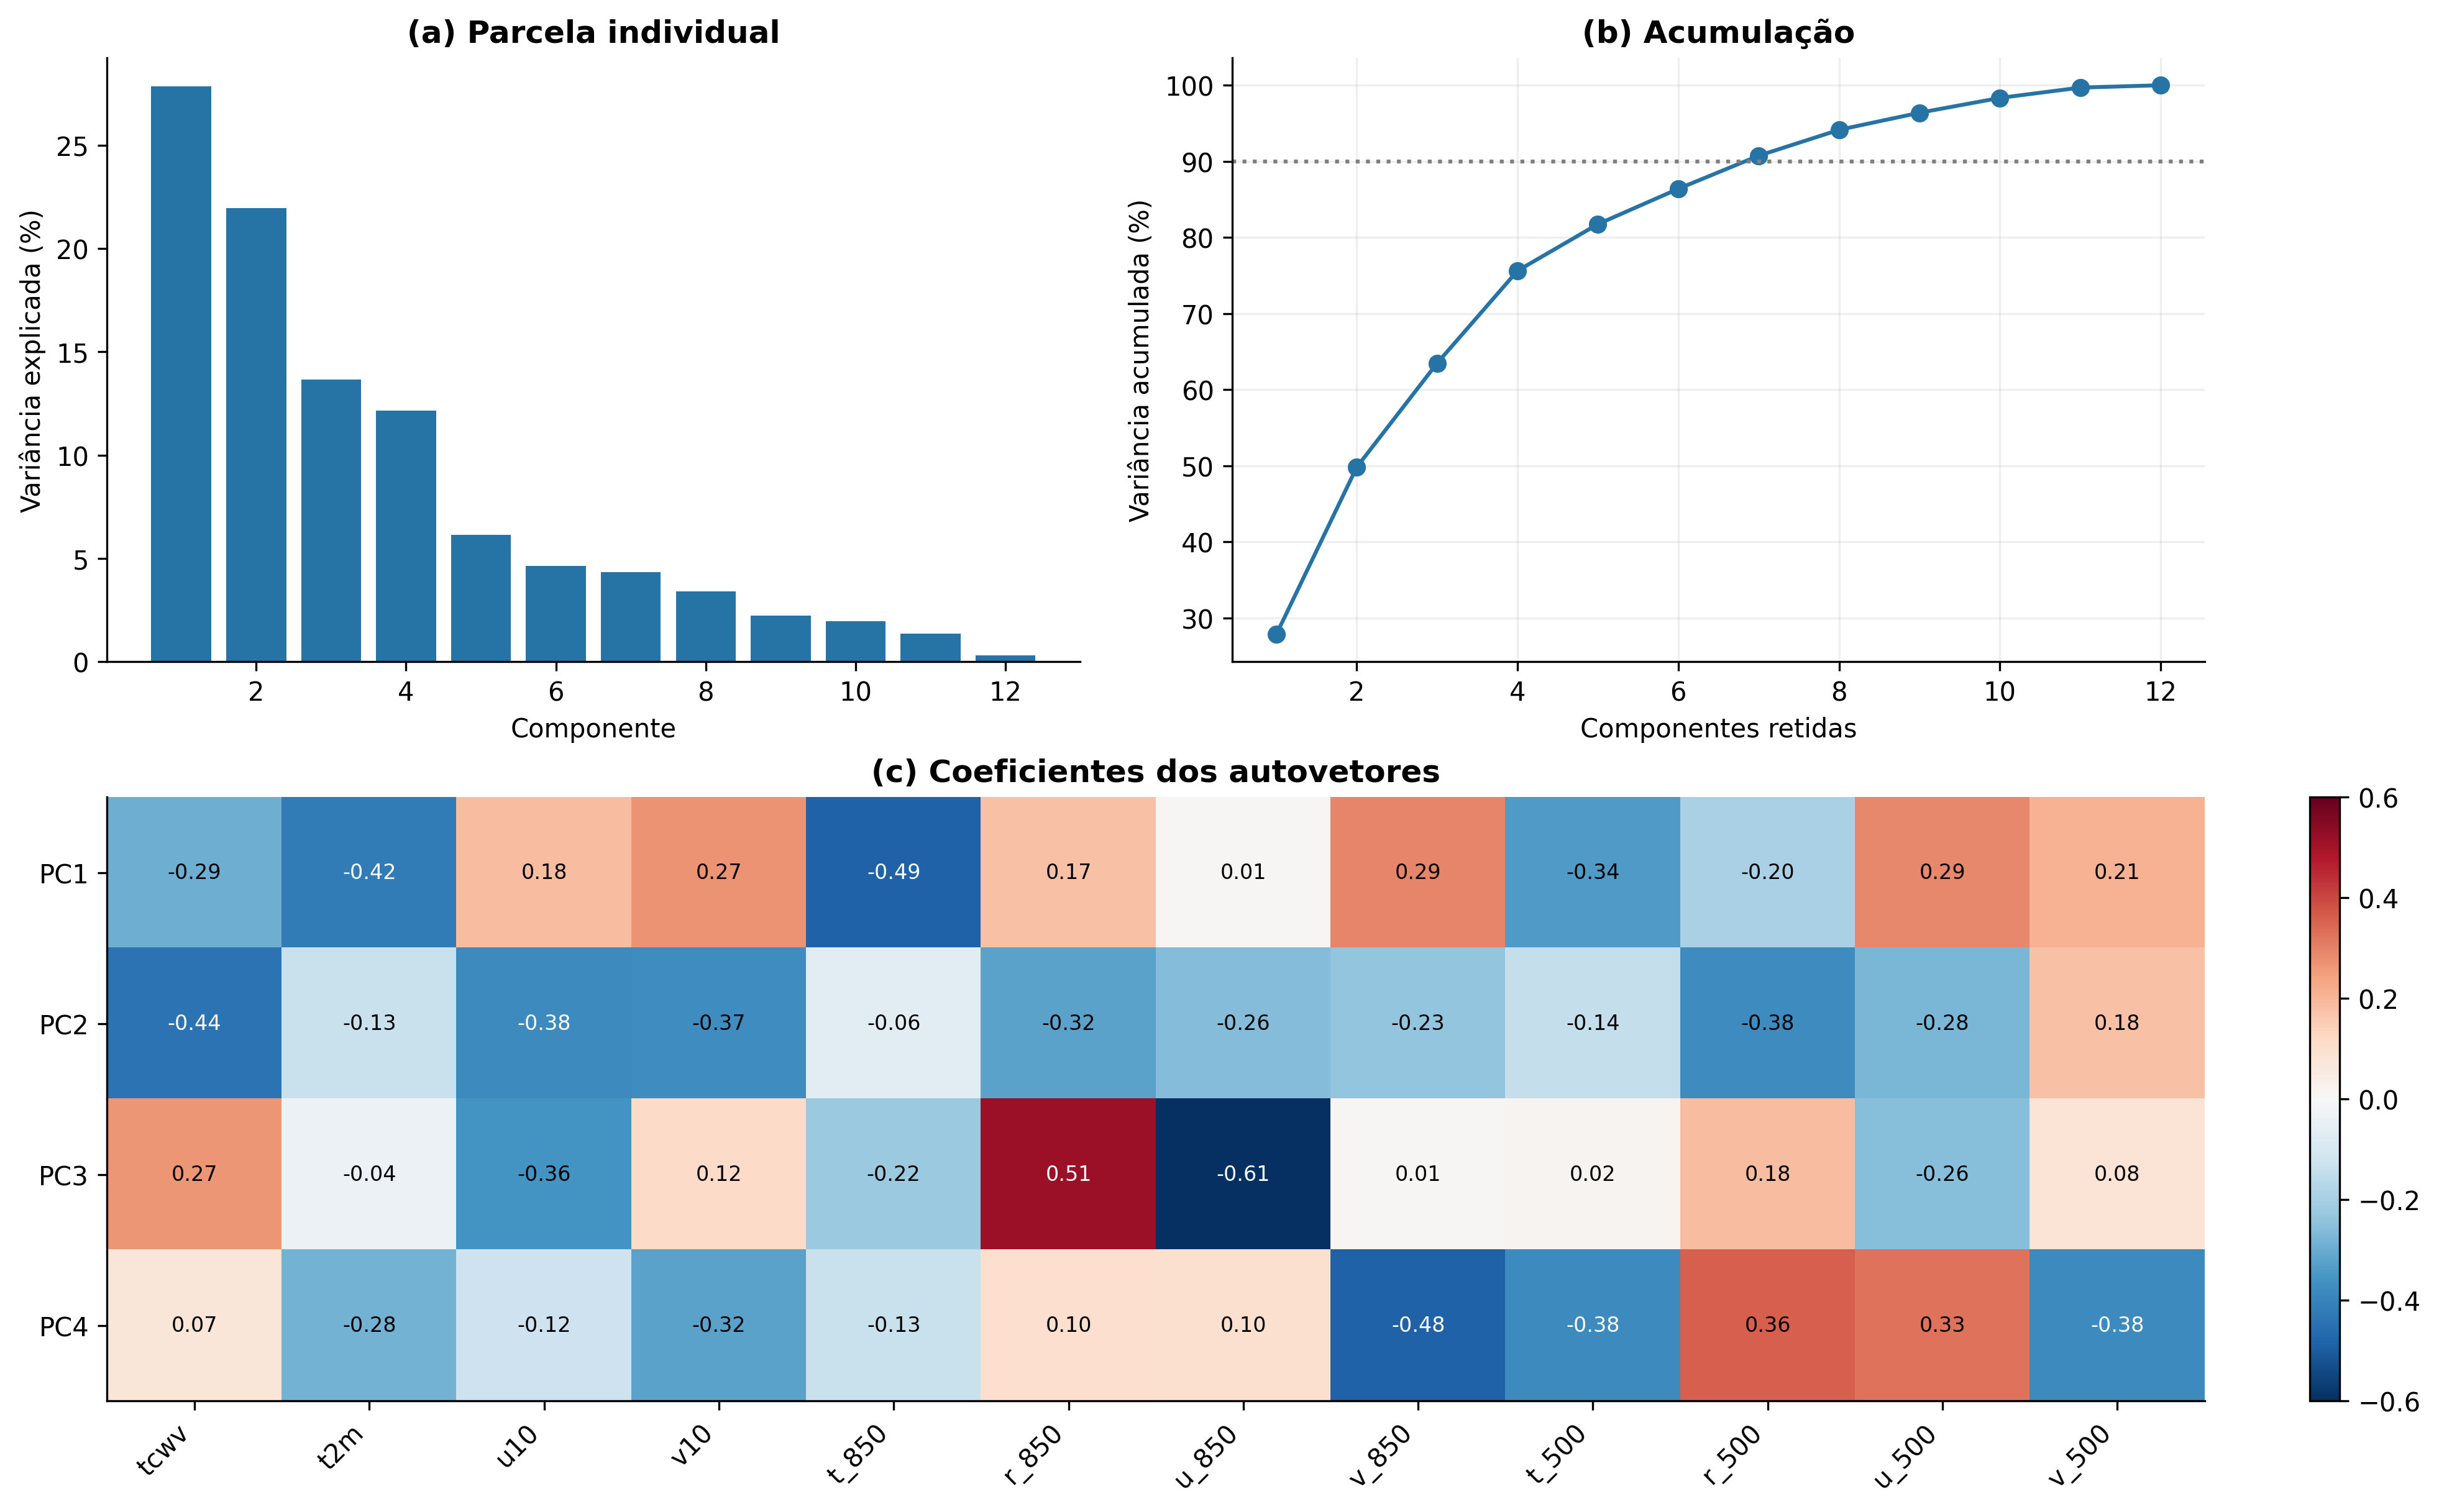 (a) Parcela individual
Variância explicada (%)
25
20
15
10
5
0
2 4 6 8 10 12
Componente
(b) Acumulação
Variância acumulada (%)
100
90
80
70
60
50
40
30
2 4 6 8 10 12
Componentes retidas
(c) Coeficientes dos autovetores
PC1 -0.29 -0.42 0.18 0.27 -0.49 0.17 0.01 0.29 -0.34 -0.20 0.29 0.21
PC2 -0.44 -0.13 -0.38 -0.37 -0.06 -0.32 -0.26 -0.23 -0.14 -0.38 -0.28 0.18
PC3 0.27 -0.04 -0.36 0.12 -0.22 0.51 -0.61 0.01 0.02 0.18 -0.26 0.08
PC4 0.07 -0.28 -0.12 -0.32 -0.13 0.10 0.10 -0.48 -0.38 0.36 0.33 -0.38
tcwv t2m u10 v10 t_850 r_850 u_850 v_850 t_500 r_500 u_500 v_500
0.6
0.4
0.2
0.0
−0.2
−0.4
−0.6